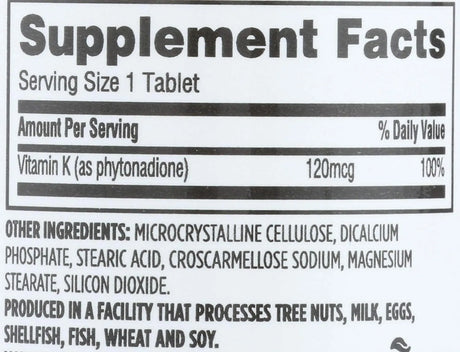 Supplement Facts
Serving Size 1 Tablet
Amount Per Serving % Daily Value
Vitamin K (as phytonadione) 120mcg 100%
OTHER INGREDIENTS: MICROCRYSTALLINE CELLULOSE, DICALCIUM
PHOSPHATE, STEARIC ACID, CROSCARMELLOSE SODIUM, MAGNESIUM
STEARATE, SILICON DIOXIDE.
PRODUCED IN A FACILITY THAT PROCESSES TREE NUTS, MILK, EGGS,
SHELLFISH, FISH, WHEAT AND SOY.